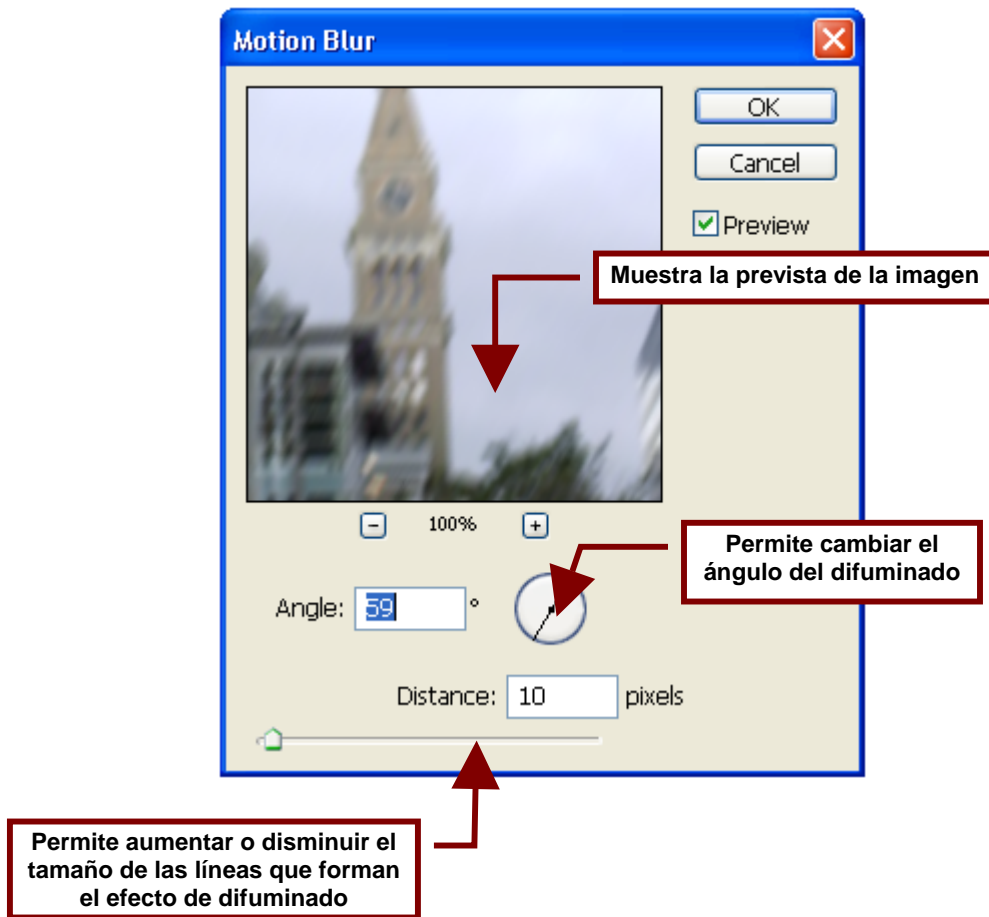 Motion Blur
OK
Cancel
Preview
Muestra la prevista de la imagen
100%
Permite cambiar el
ángulo del difuminado
Angle: 59 °
Distance: 10 pixels
Permite aumentar o disminuir el
tamaño de las líneas que forman
el efecto de difuminado